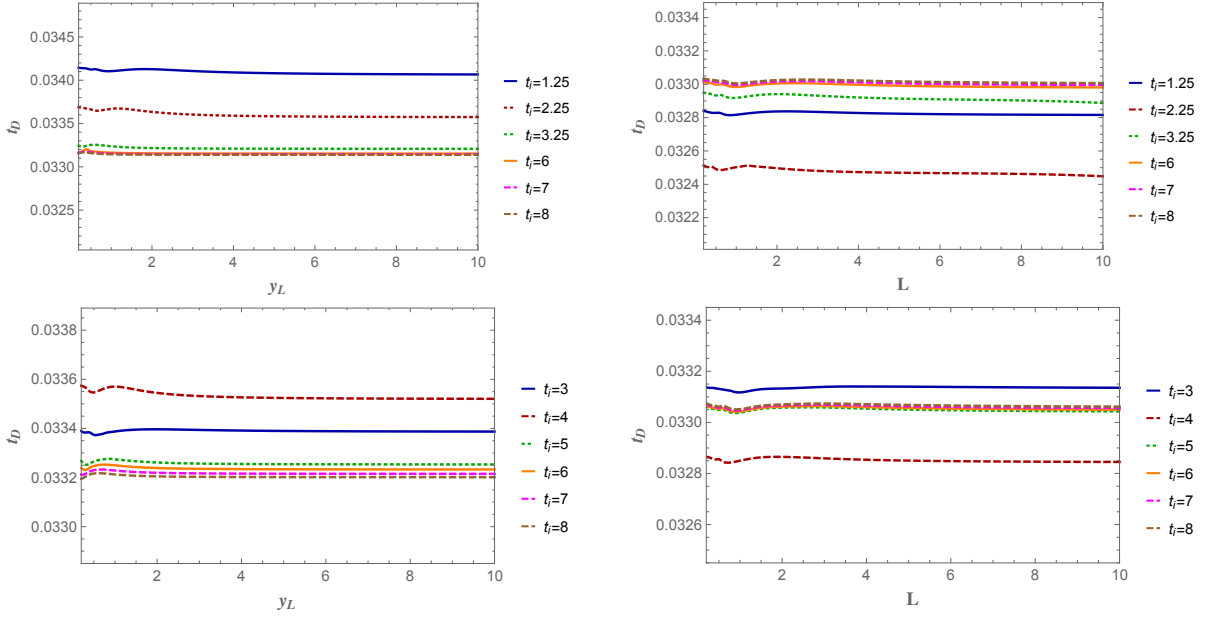 0.0345
0.0340
0.0335
0.0330
0.0325
t_D
2 4 6 8 10
y_L
t_i=1.25
t_i=2.25
t_i=3.25
t_i=6
t_i=7
t_i=8
0.0334
0.0332
0.0330
0.0328
0.0326
0.0324
0.0322
t_D
2 4 6 8 10
L
t_i=1.25
t_i=2.25
t_i=3.25
t_i=6
t_i=7
t_i=8
0.0338
0.0336
0.0334
0.0332
0.0330
t_D
2 4 6 8 10
y_L
t_i=3
t_i=4
t_i=5
t_i=6
t_i=7
t_i=8
0.0334
0.0332
0.0330
0.0328
0.0326
t_D
2 4 6 8 10
L
t_i=3
t_i=4
t_i=5
t_i=6
t_i=7
t_i=8